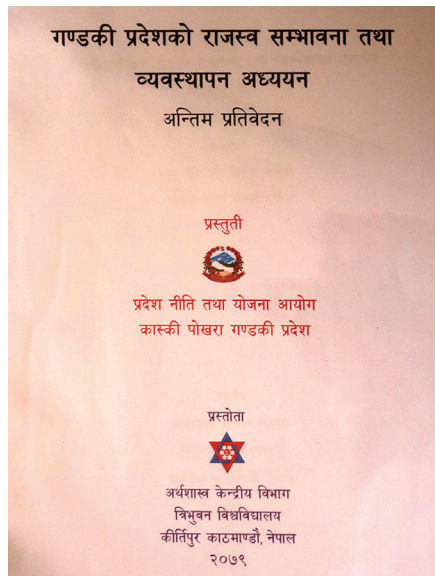 गण्डकी प्रदेशको राजस्व सम्भावना तथा
व्यवस्थापन अध्ययन
अन्तिम प्रतिवेदन
प्रस्तुती
प्रदेश नीति तथा योजना आयोग
कास्की पोखरा गण्डकी प्रदेश
प्रस्तोता
अर्थशास्त्र केन्द्रीय विभाग
त्रिभुवन विश्वविद्यालय
कीर्तिपुर काठमाण्डौ, नेपाल
२०७९